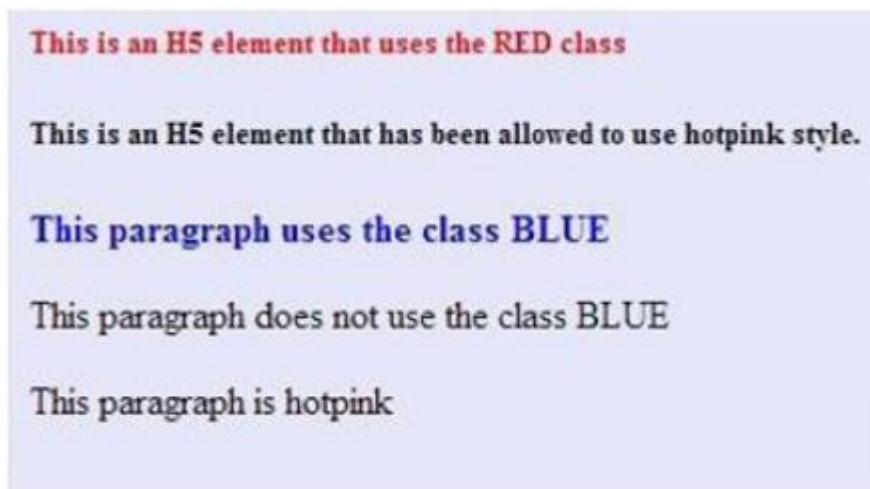 This is an H5 element that uses the RED class
This is an H5 element that has been allowed to use hotpink style.
This paragraph uses the class BLUE
This paragraph does not use the class BLUE
This paragraph is hotpink